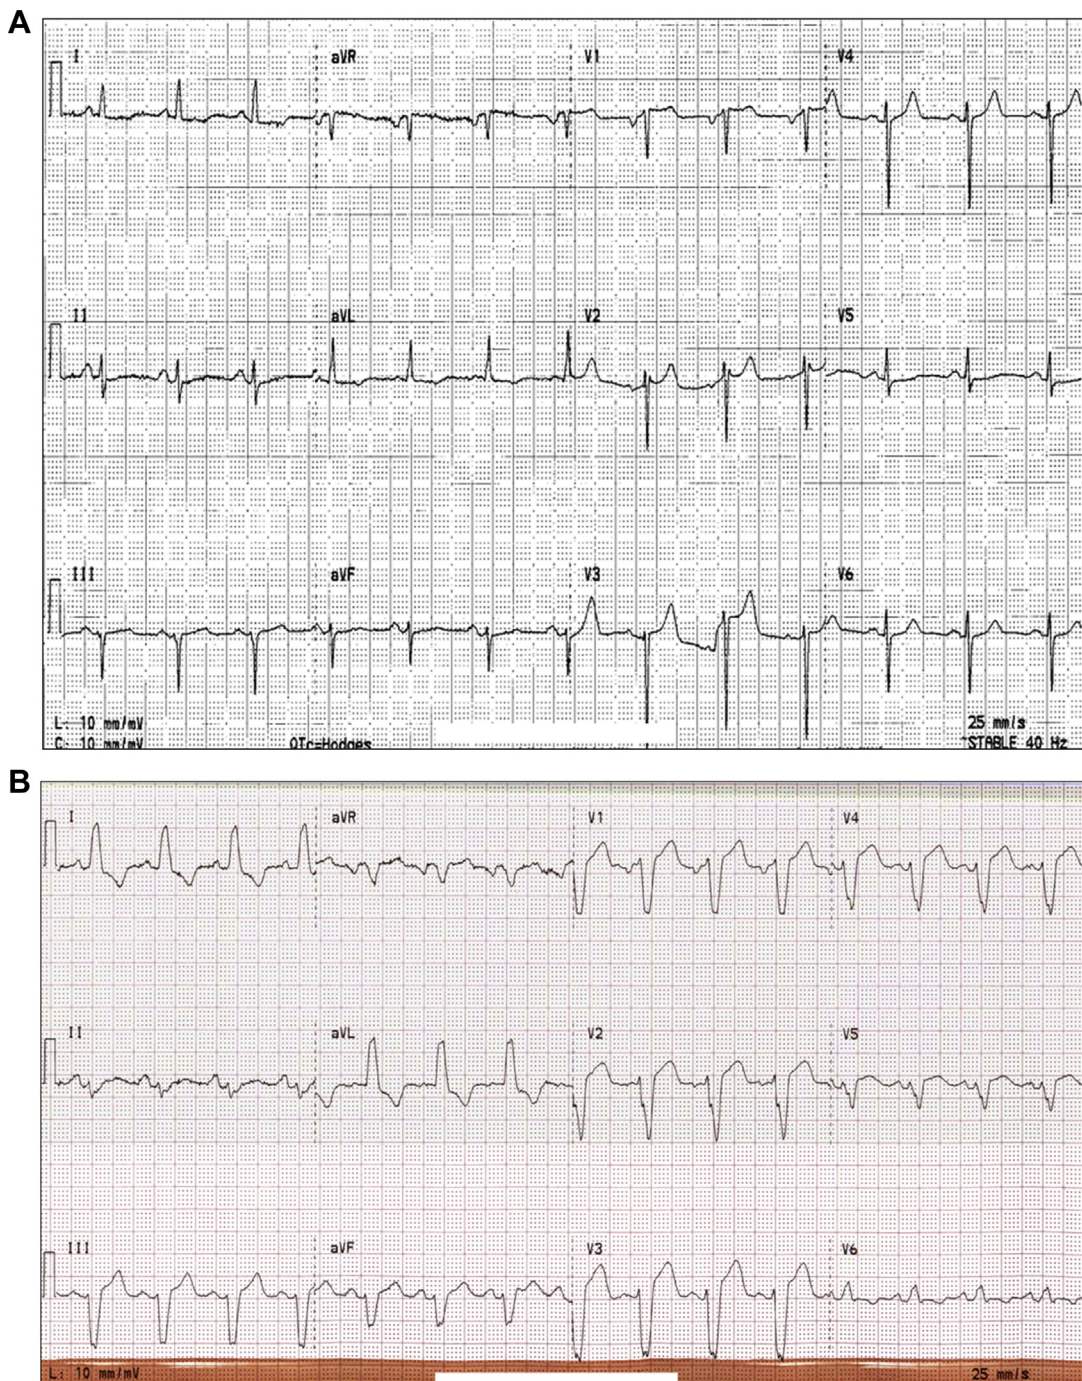 A
I aVR V1 V4
II aVL V2 V5
III aVF V3 V6
L: 10 mm/mV 25 mm/s
C: 10 mm/mV QTc=Hodges ~STABLE 40 Hz
B
I aVR V1 V4
II aVL V2 V5
III aVF V3 V6
L: 10 mm/mV 25 mm/s